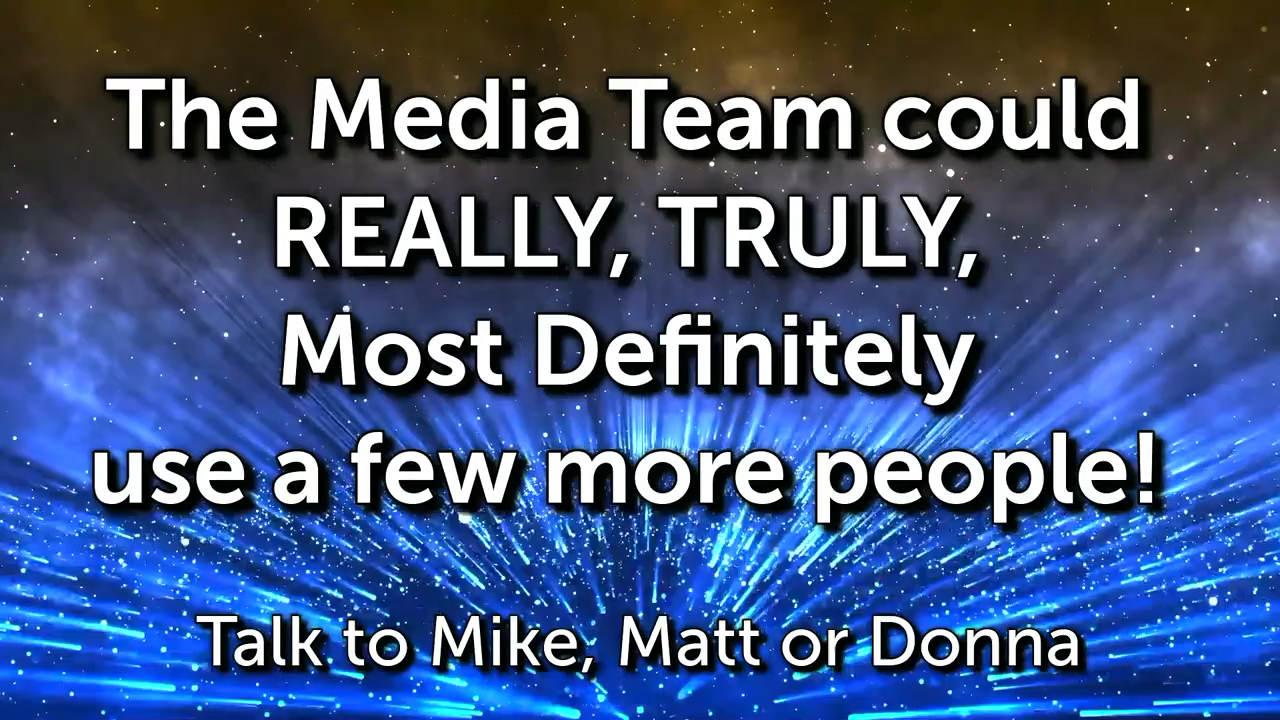 The Media Team could
REALLY, TRULY,
Most Definitely
use a few more people!
Talk to Mike, Matt or Donna